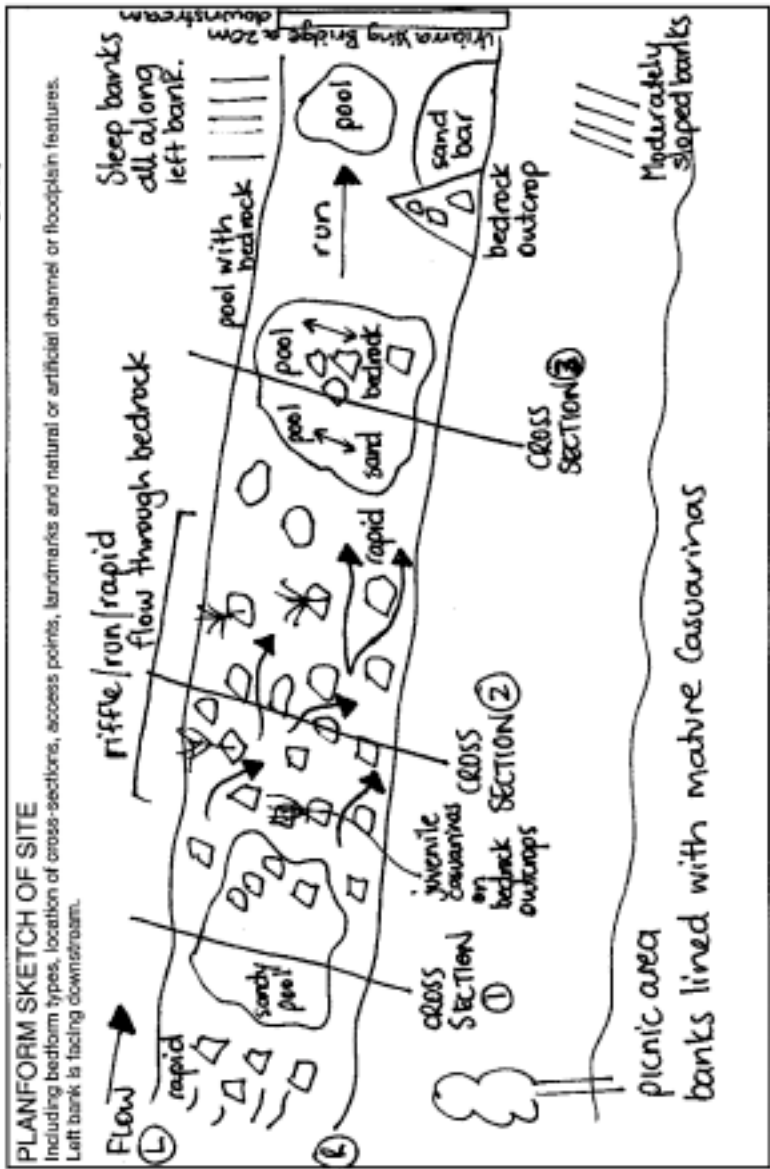 PLANFORM SKETCH OF SITE
Including bedform types, location of cross-sections, access points, landmarks and natural or artificial channel or floodplain features.
Left bank is facing downstream.
Flow
L
rapid
R
sandy
pool
riffle/run/rapid
flow through bedrock
rapid
pool with
bedrock
pool
sand
pool
bedrock
run
pool
Steep banks
all along
left bank.
bedrock
outcrop
sand
bar
Bridge
20m
downstream
CROSS
SECTION
1
juvenile
casuarinas
on
bedrock
outcrops
CROSS
SECTION 2
CROSS
SECTION 3
Moderately
sloped banks
picnic area
banks lined with mature Casuarinas